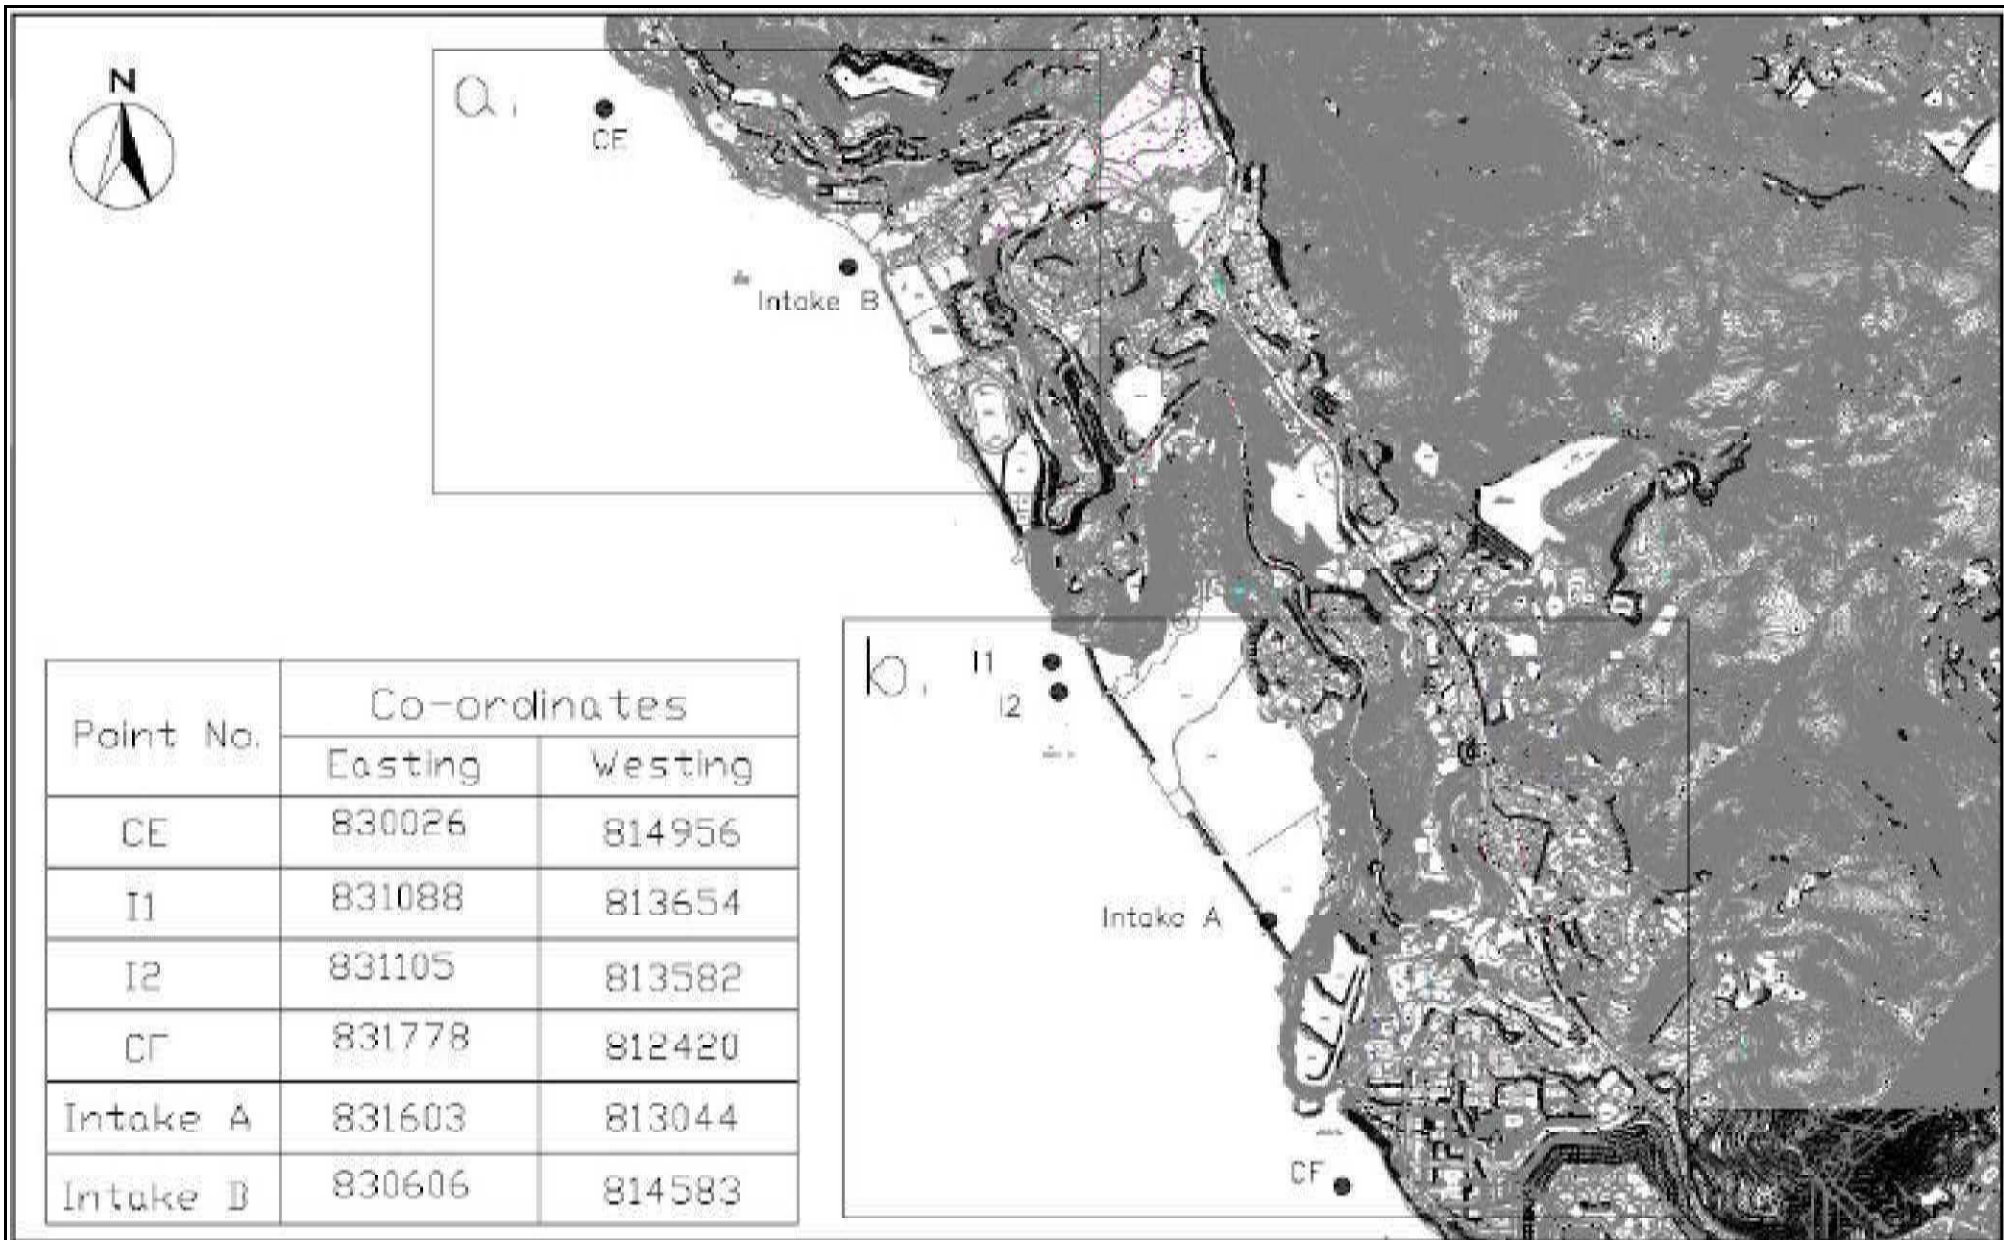 N
a.
CE
Intake B
b.
I1
I2
Intake A
CF
Point No.
Co-ordinates
Easting
Westing
CE 830026 814956
I1 831088 813654
I2 831105 813582
CF 831778 812420
Intake A 831603 813044
Intake B 830606 814583